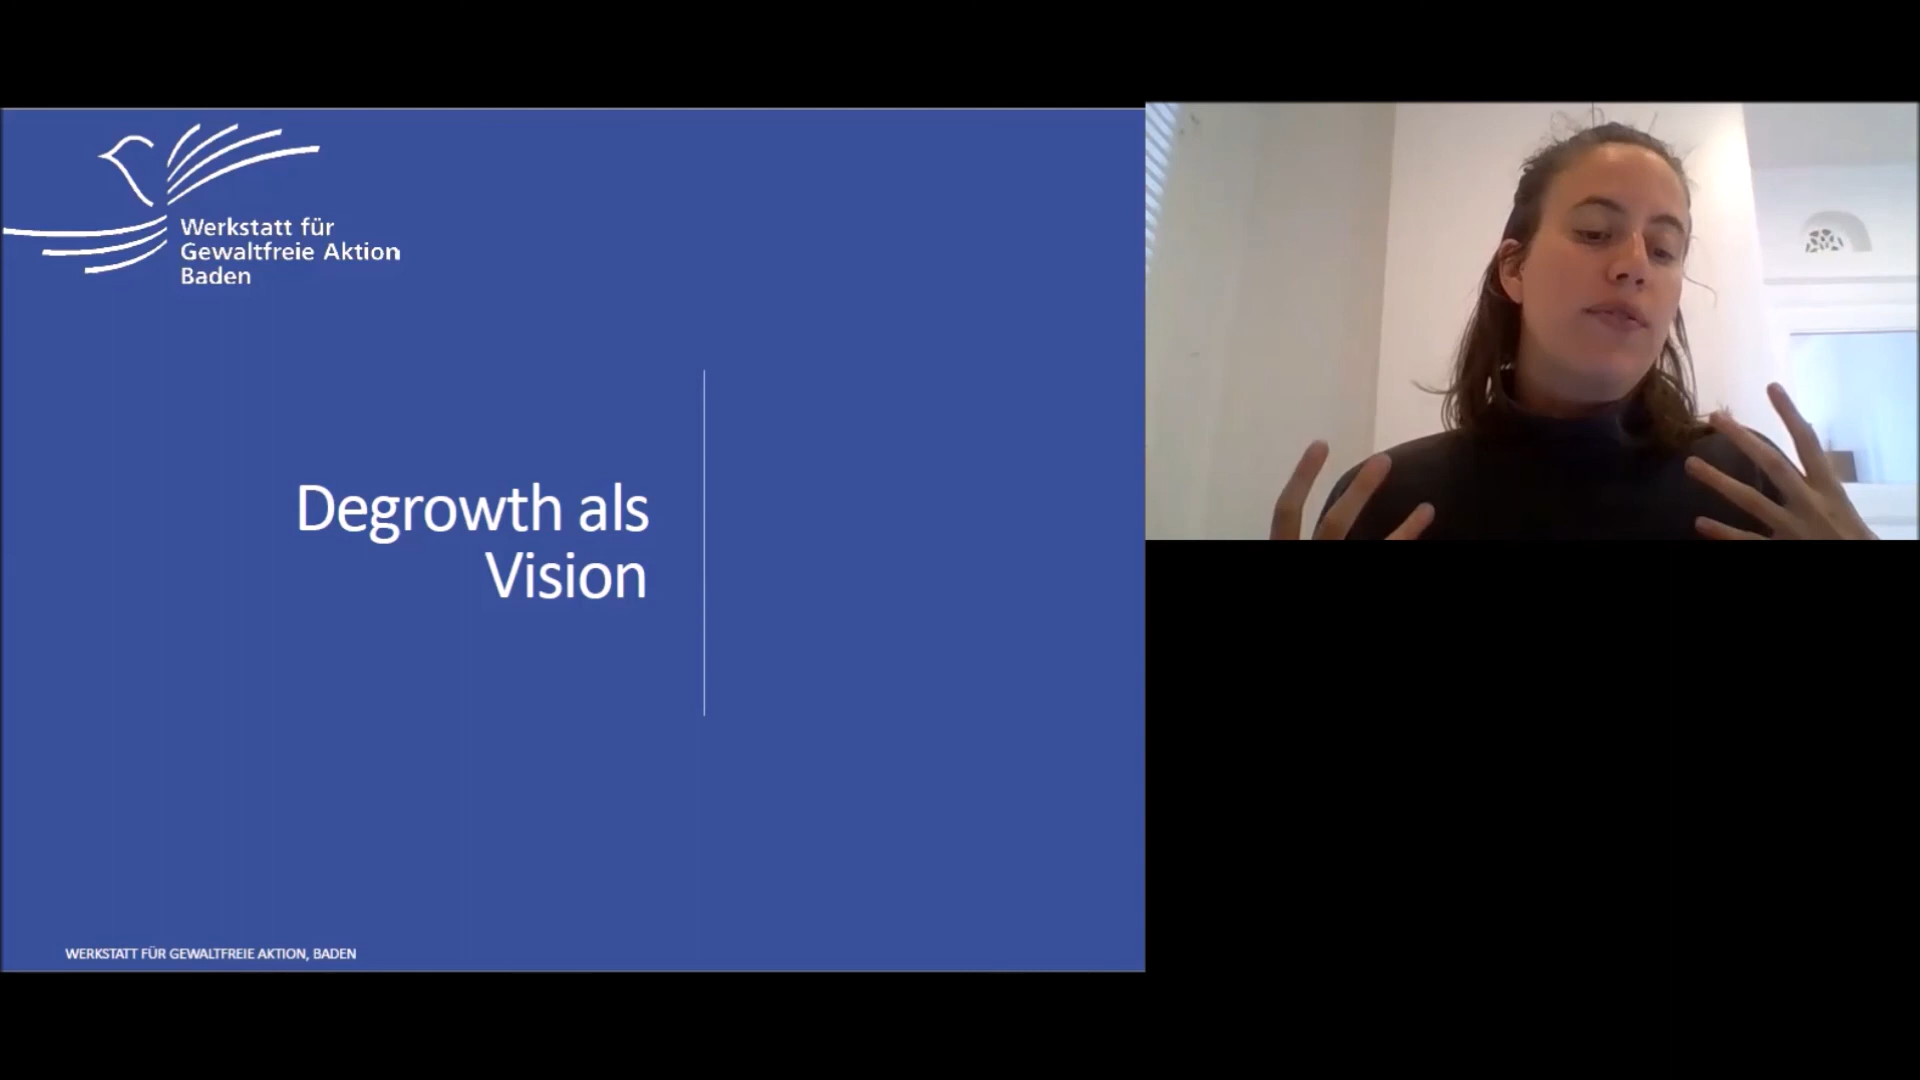 Werkstatt für
Gewaltfreie Aktion
Baden
Degrowth als
Vision
WERKSTATT FÜR GEWALTFREIE AKTION, BADEN